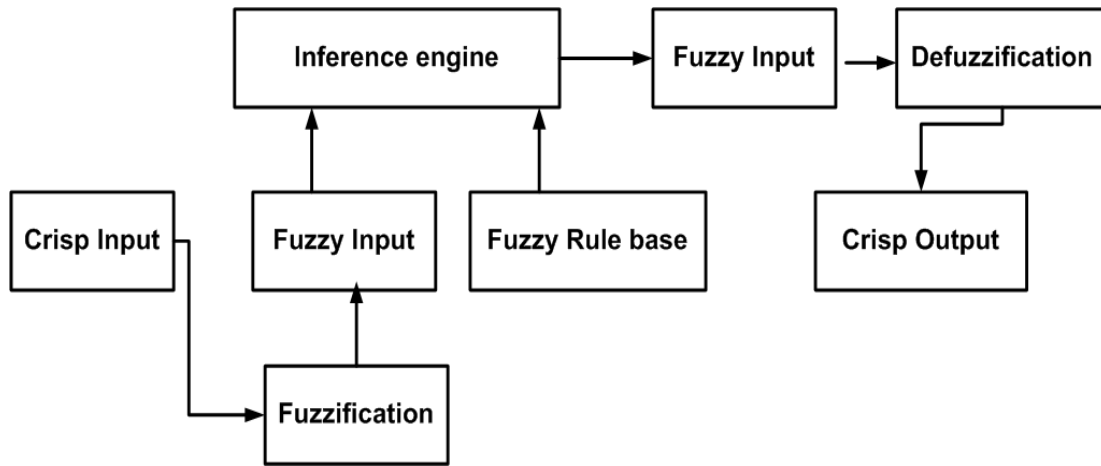 Inference engine
Fuzzy Input
Defuzzification
Crisp Input
Fuzzy Input
Fuzzy Rule base
Crisp Output
Fuzzification